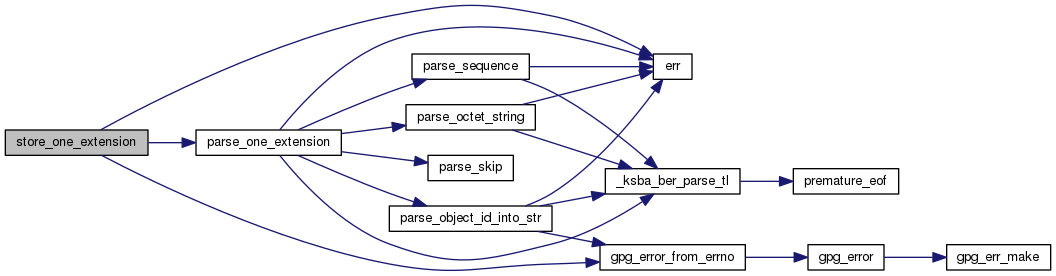 store_one_extension
parse_one_extension
parse_sequence
parse_octet_string
parse_skip
parse_object_id_into_str
err
_ksba_ber_parse_tl
gpg_error_from_errno
premature_eof
gpg_error
gpg_err_make